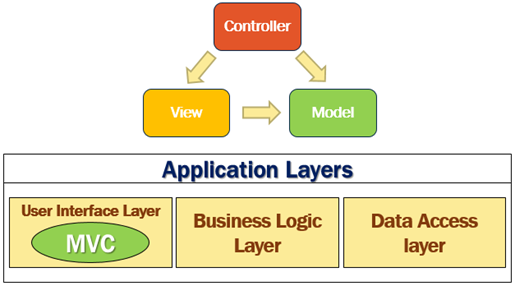 Controller
View
Model
Application Layers
User Interface Layer
MVC
Business Logic
Layer
Data Access
layer